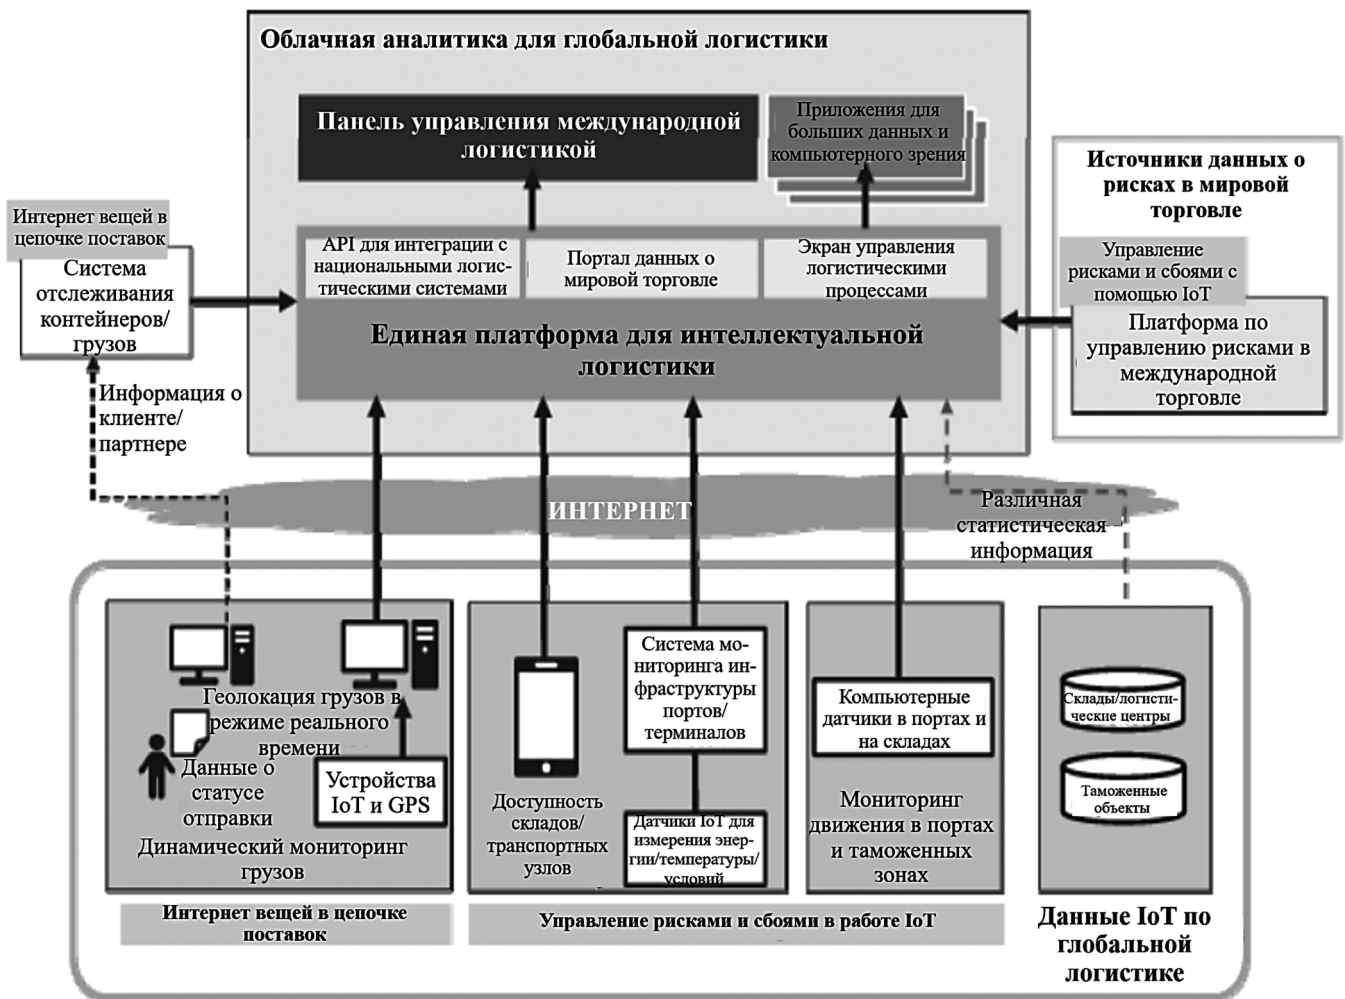 Облачная аналитика для глобальной логистики
Панель управления международной
логистикой
Приложения для
больших данных и
компьютерного зрения
Источники данных о
рисках в мировой
торговле
Управление
рисками и сбоями с
помощью IoT
Платформа по
управлению рисками в
международной
торговле
Интернет вещей в
цепочке поставок
Система
отслеживания
контейнеров/
грузов
API для интеграции с
национальными логис-
тическими системами
Портал данных о
мировой торговле
Экран управления
логистическими
процессами
Единая платформа для интеллектуальной
логистики
Информация о
клиенте/
партнере
ИНТЕРНЕТ
Различная
статистическая
информация
Геолокация грузов в
режиме реального
времени
Данные о
статусе
отправки
Устройства
IoT и GPS
Динамический мониторинг
грузов
Интернет вещей в цепочке
поставок
Доступность
складов/
транспортных
узлов
Система мо-
ниторинга ин-
фраструктуры
портов/
терминалов
Датчики IoT для
измерения энер-
гии/температуры/
условий
Компьютерные
датчики в портах и
на складах
Мониторинг
движения в портах
и таможенных
зонах
Управление рисками и сбоями в работе IoT
Склады/логисти-
ческие центры
Таможенные
объекты
Данные IoT по
глобальной
логистике